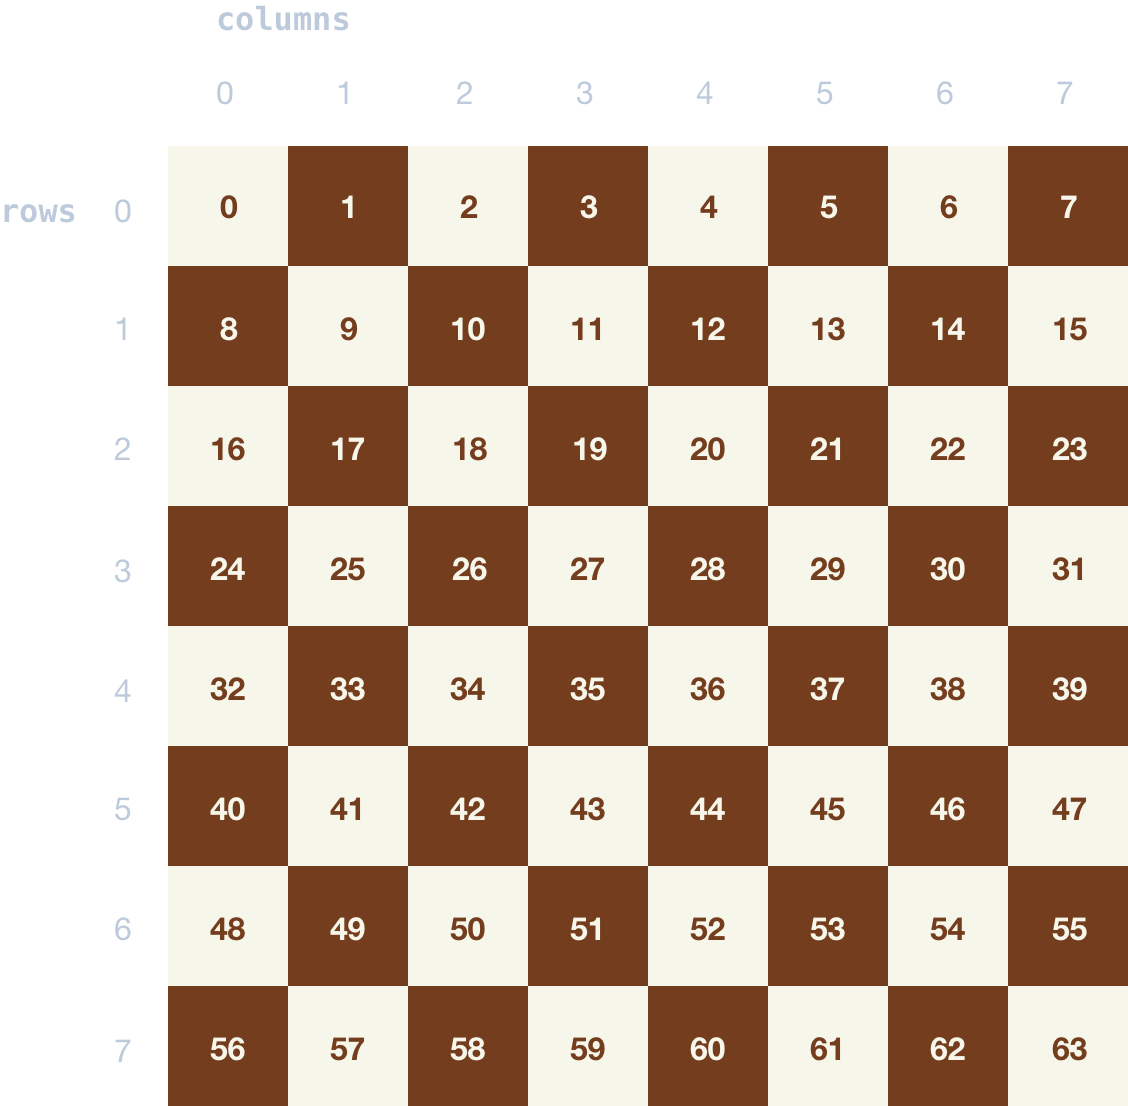 columns
0 1 2 3 4 5 6 7
rows 0 0 1 2 3 4 5 6 7
1 8 9 10 11 12 13 14 15
2 16 17 18 19 20 21 22 23
3 24 25 26 27 28 29 30 31
4 32 33 34 35 36 37 38 39
5 40 41 42 43 44 45 46 47
6 48 49 50 51 52 53 54 55
7 56 57 58 59 60 61 62 63